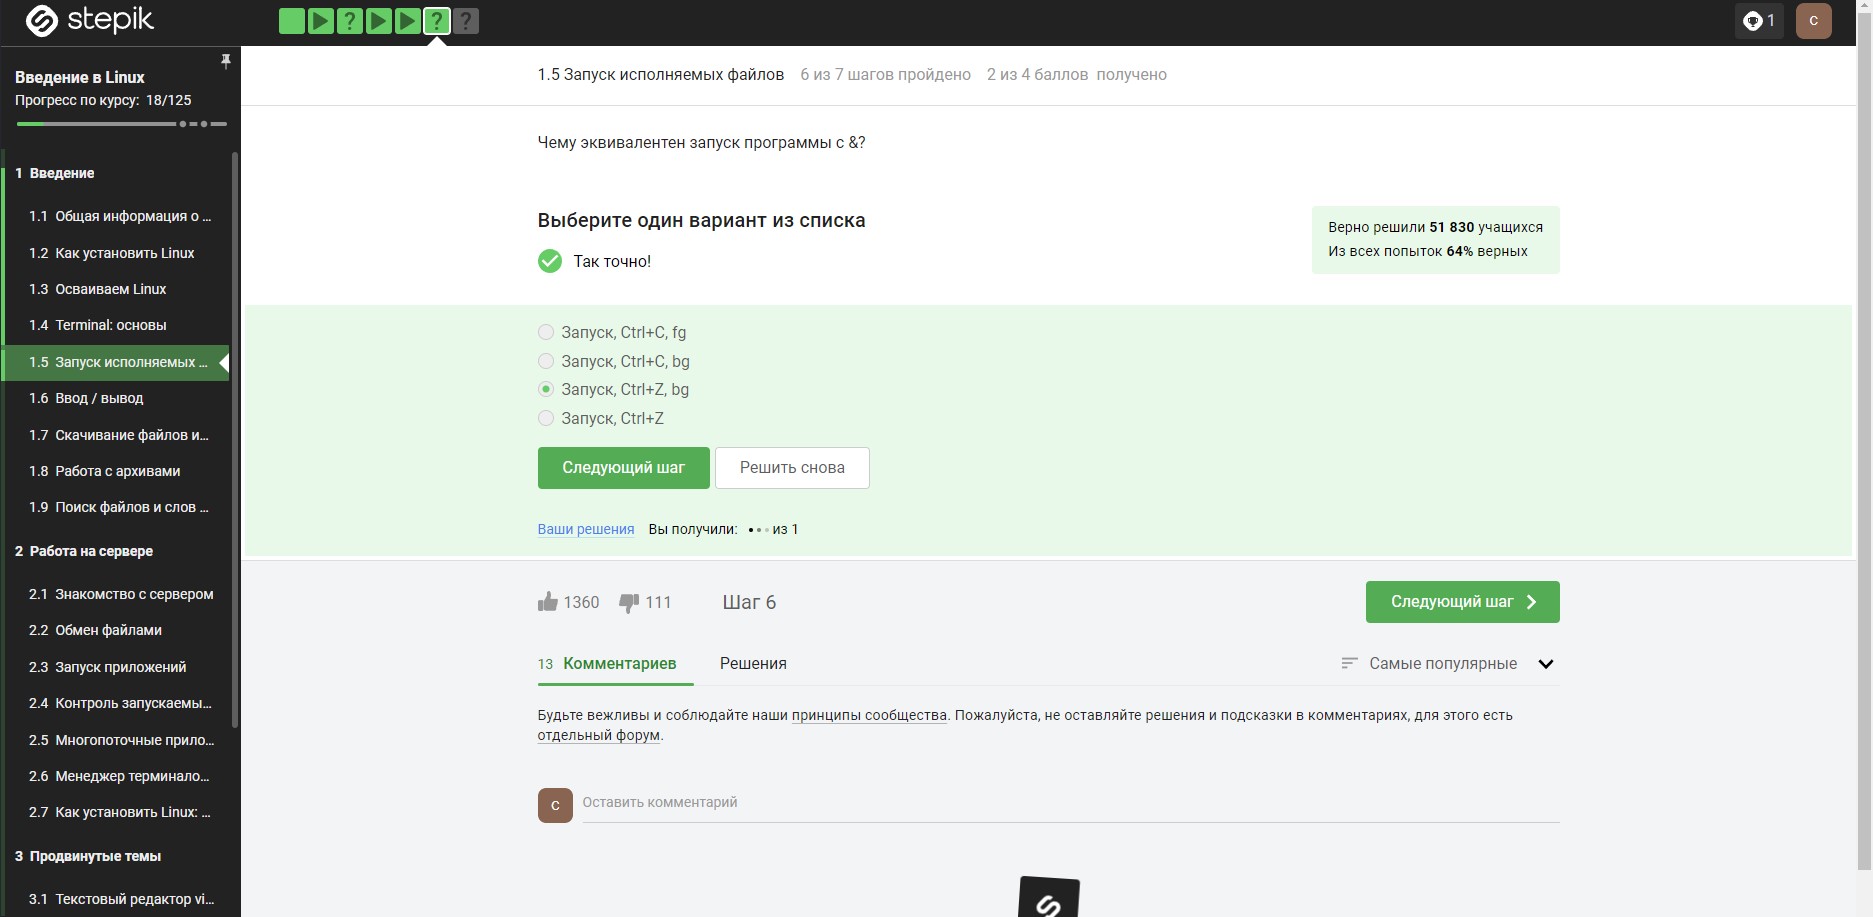 stepik
?
?
?
1
C
Введение в Linux
Прогресс по курсу: 18/125
1 Введение
1.1 Общая информация о ...
1.2 Как установить Linux
1.3 Осваиваем Linux
1.4 Terminal: основы
1.5 Запуск исполняемых ...
1.6 Ввод / вывод
1.7 Скачивание файлов и...
1.8 Работа с архивами
1.9 Поиск файлов и слов ...
2 Работа на сервере
2.1 Знакомство с сервером
2.2 Обмен файлами
2.3 Запуск приложений
2.4 Контроль запускаемы...
2.5 Многопоточные прило...
2.6 Менеджер терминало...
2.7 Как установить Linux: ...
3 Продвинутые темы
3.1 Текстовый редактор vi...
1.5 Запуск исполняемых файлов 6 из 7 шагов пройдено 2 из 4 баллов получено
Чему эквивалентен запуск программы с &?
Выберите один вариант из списка
Так точно!
Верно решили 51 830 учащихся
Из всех попыток 64% верных
Запуск, Ctrl+C, fg
Запуск, Ctrl+C, bg
Запуск, Ctrl+Z, bg
Запуск, Ctrl+Z
Следующий шаг Решить снова
Ваши решения Вы получили: из 1
1360 111 Шаг 6 Следующий шаг
13 Комментариев Решения Самые популярные
Будьте вежливы и соблюдайте наши принципы сообщества. Пожалуйста, не оставляйте решения и подсказки в комментариях, для этого есть
отдельный форум.
C Оставить комментарий